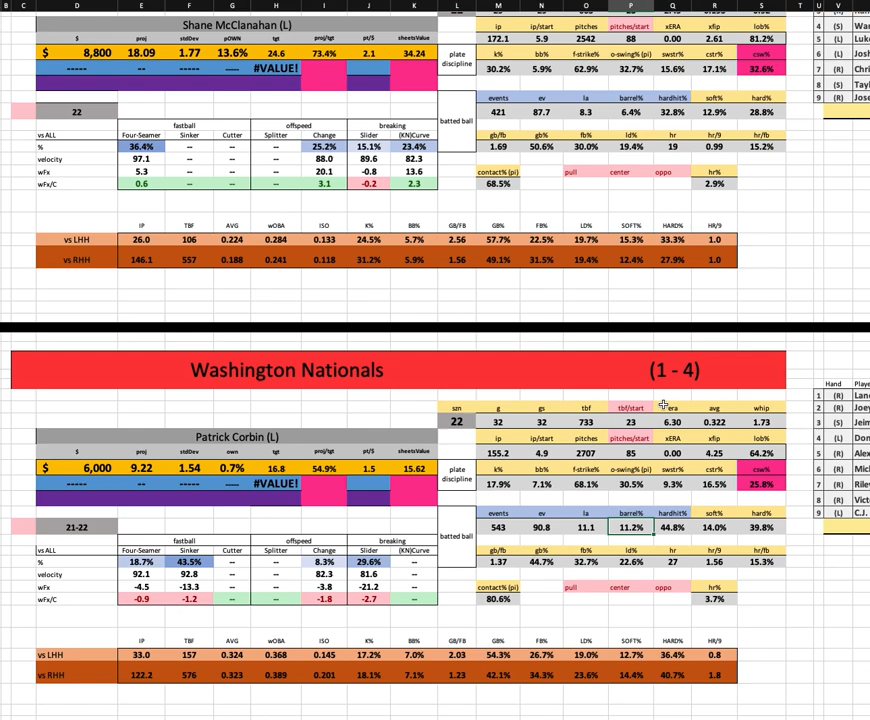 B C D E F G H I J K L M N O P Q R S T U V
Shane McClanahan (L)
$ proj stdDev pOWN tgt proj/tgt pt/$ sheetsValue
$ 8,800 18.09 1.77 13.6% 24.6 73.4% 2.1 34.24
----- -- ----- ---- #VALUE!
22
fastball offspeed breaking
vs ALL Four-Seamer Sinker Cutter Splitter Change Slider (KN)Curve
% 36.4% -- -- -- 25.2% 15.1% 23.4%
velocity 97.1 -- -- -- 88.0 89.6 82.3
wFx 5.3 -- -- -- 20.1 -0.8 13.6
wFx/C 0.6 -- -- -- 3.1 -0.2 2.3
ip ip/start pitches pitches/start xERA xfip lob%
172.1 5.9 2542 88 0.00 2.61 81.2%
plate discipline
k% bb% f-strike% o-swing% (pi) swstr% cstr% csw%
30.2% 5.9% 62.9% 32.7% 15.6% 17.1% 32.6%
batted ball
events ev la barrel% hardhit% soft% hard%
421 87.7 8.3 6.4% 32.8% 12.9% 28.8%
gb/fb gb% fb% ld% hr hr/9 hr/fb
1.69 50.6% 30.0% 19.4% 19 0.99 15.2%
contact% (pi) pull center oppo hr%
68.5% 2.9%
4 (S)
5 (L)
6 (L)
7 (R)
8 (S)
9 (R)
IP TBF AVG wOBA ISO K% BB% GB/FB GB% FB% LD% SOFT% HARD% HR/9
vs LHH 26.0 106 0.224 0.284 0.133 24.5% 5.7% 2.56 57.7% 22.5% 19.7% 15.3% 33.3% 1.0
vs RHH 146.1 557 0.188 0.241 0.118 31.2% 5.9% 1.56 49.1% 31.5% 19.4% 12.4% 27.9% 1.0
Washington Nationals (1 - 4)
szn g gs tbf tbf/start era avg whip
22 32 32 733 23 6.30 0.322 1.73
Patrick Corbin (L)
$ proj stdDev own tgt proj/tgt pt/$ sheetsValue
$ 6,000 9.22 1.54 0.7% 16.8 54.9% 1.5 15.62
----- -- ----- ---- #VALUE!
21-22
fastball offspeed breaking
vs ALL Four-Seamer Sinker Cutter Splitter Change Slider (KN)Curve
% 18.7% 43.5% -- -- 8.3% 29.6% --
velocity 92.1 92.8 -- -- 82.3 81.6 --
wFx -4.5 -13.3 -- -- -3.8 -21.2 --
wFx/C -0.9 -1.2 -- -- -1.8 -2.7 --
ip ip/start pitches pitches/start xERA xfip lob%
155.2 4.9 2707 85 0.00 4.25 64.2%
plate discipline
k% bb% f-strike% o-swing% (pi) swstr% cstr% csw%
17.9% 7.1% 68.1% 30.5% 9.3% 16.5% 25.8%
batted ball
events ev la barrel% hardhit% soft% hard%
543 90.8 11.1 11.2% 44.8% 14.0% 39.8%
gb/fb gb% fb% ld% hr hr/9 hr/fb
1.37 44.7% 32.7% 22.6% 27 1.56 15.3%
contact% (pi) pull center oppo hr%
80.6% 3.7%
Hand
1 (R)
2 (R)
3 (S)
4 (L)
5 (R)
6 (R)
7 (R)
8 (R)
9 (L) C.J.
IP TBF AVG wOBA ISO K% BB% GB/FB GB% FB% LD% SOFT% HARD% HR/9
vs LHH 33.0 157 0.324 0.368 0.145 17.2% 7.0% 2.03 54.3% 26.7% 19.0% 12.7% 36.4% 0.8
vs RHH 122.2 576 0.323 0.389 0.201 18.1% 7.1% 1.23 42.1% 34.3% 23.6% 14.4% 40.7% 1.8